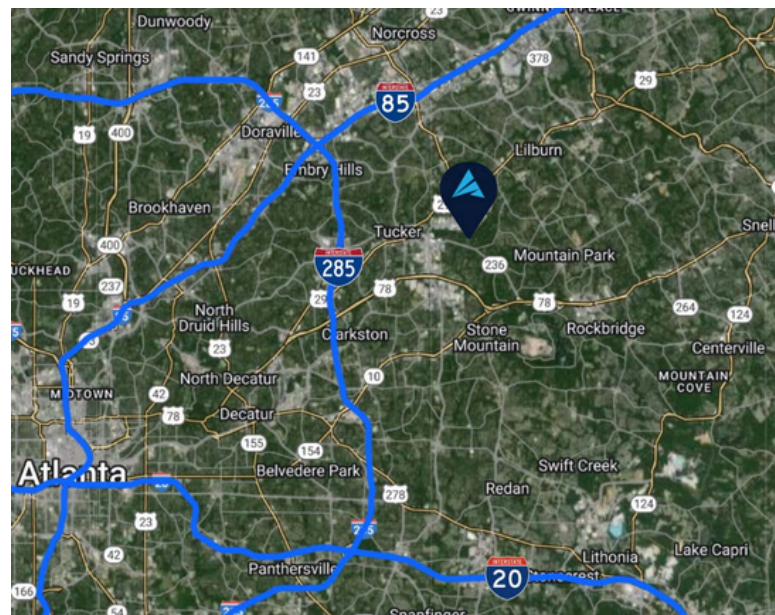 Dunwoody
23
Norcross
Sandy Springs
141
23
378
29
85
19
400
Doraville
Embry Hills
Lilburn
Brookhaven
Tucker
Snell
400
285
Mountain Park
236
237
19
29
78
78
264
124
North
Druid Hills
23
Clarkston
Stone
Mountain
Rockbridge
Centerville
MIDTOWN
North Decatur
10
MOUNTAIN
COVE
42
78
Decatur
155
154
Atlanta
Belvedere Park
278
Swift Creek
Redan
124
23
42
Panthersville
INTERSTATE
20
Lithonia
Lake Capri
166
54